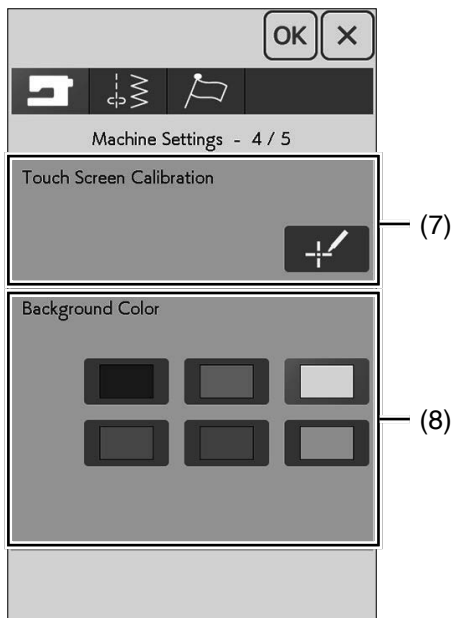 OK
Machine Settings - 4 / 5
Touch Screen Calibration
(7)
Background Color
(8)